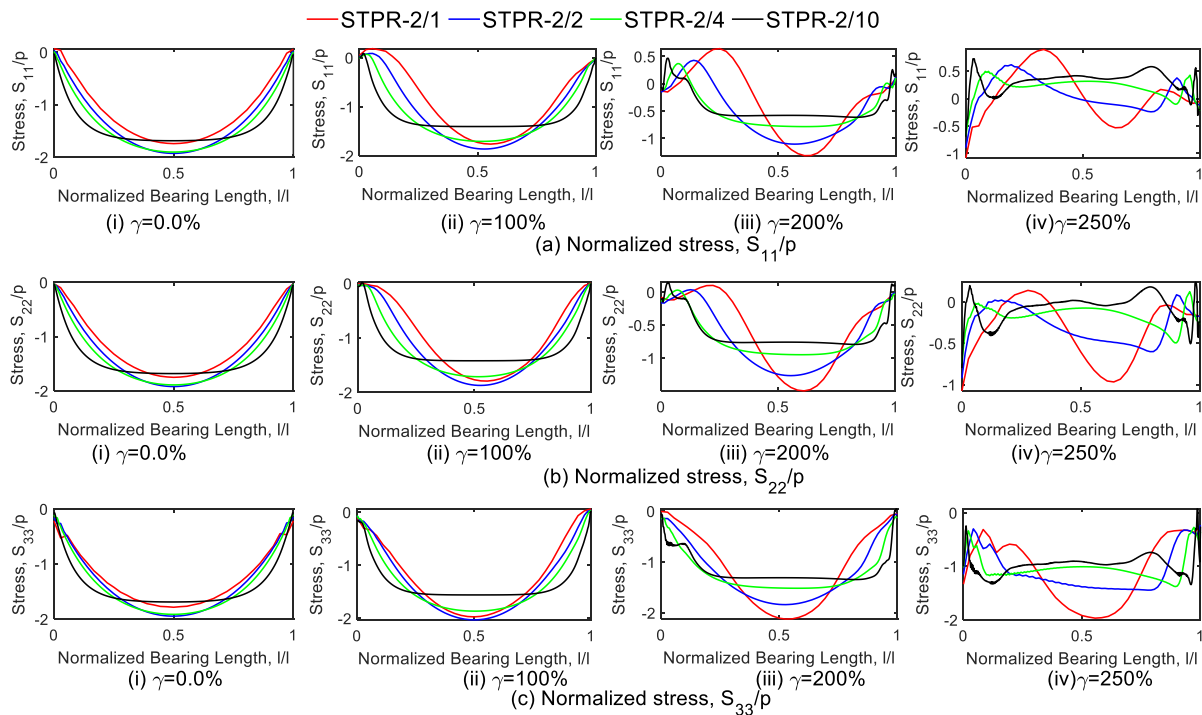 STPR-2/1 STPR-2/2 STPR-2/4 STPR-2/10
Stress, S11/p
0
-1
-2
0 0.5 1
Normalized Bearing Length, l/l
(i) γ=0.0%
Stress, S11/p
0
-1
-2
0 0.5 1
Normalized Bearing Length, l/l
(ii) γ=100%
Stress, S11/p
0.5
0
-0.5
-1
0 0.5 1
Normalized Bearing Length, l/l
(iii) γ=200%
Stress, S11/p
0.5
0
-0.5
-1
0 0.5 1
Normalized Bearing Length, l/l
(iv)γ=250%
(a) Normalized stress, S11/p
Stress, S22/p
0
-1
-2
0 0.5 1
Normalized Bearing Length, l/l
(i) γ=0.0%
Stress, S22/p
0
-1
-2
0 0.5 1
Normalized Bearing Length, l/l
(ii) γ=100%
Stress, S22/p
0
-0.5
-1
0 0.5 1
Normalized Bearing Length, l/l
(iii) γ=200%
Stress, S22/p
0
-0.5
-1
0 0.5 1
Normalized Bearing Length, l/l
(iv)γ=250%
(b) Normalized stress, S22/p
Stress, S33/p
0
-1
-2
0 0.5 1
Normalized Bearing Length, l/l
(i) γ=0.0%
Stress, S33/p
0
-1
-2
0 0.5 1
Normalized Bearing Length, l/l
(ii) γ=100%
Stress, S33/p
0
-1
-2
0 0.5 1
Normalized Bearing Length, l/l
(iii) γ=200%
Stress, S33/p
0
-1
-2
0 0.5 1
Normalized Bearing Length, l/l
(iv)γ=250%
(c) Normalized stress, S33/p